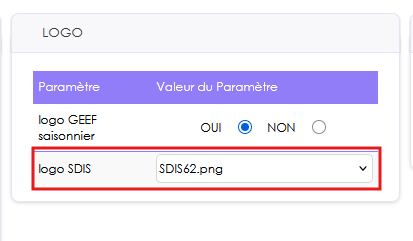 LOGO
Paramètre Valeur du Paramètre
logo GEEF
saisonnier
OUI NON
logo SDIS SDIS62.png